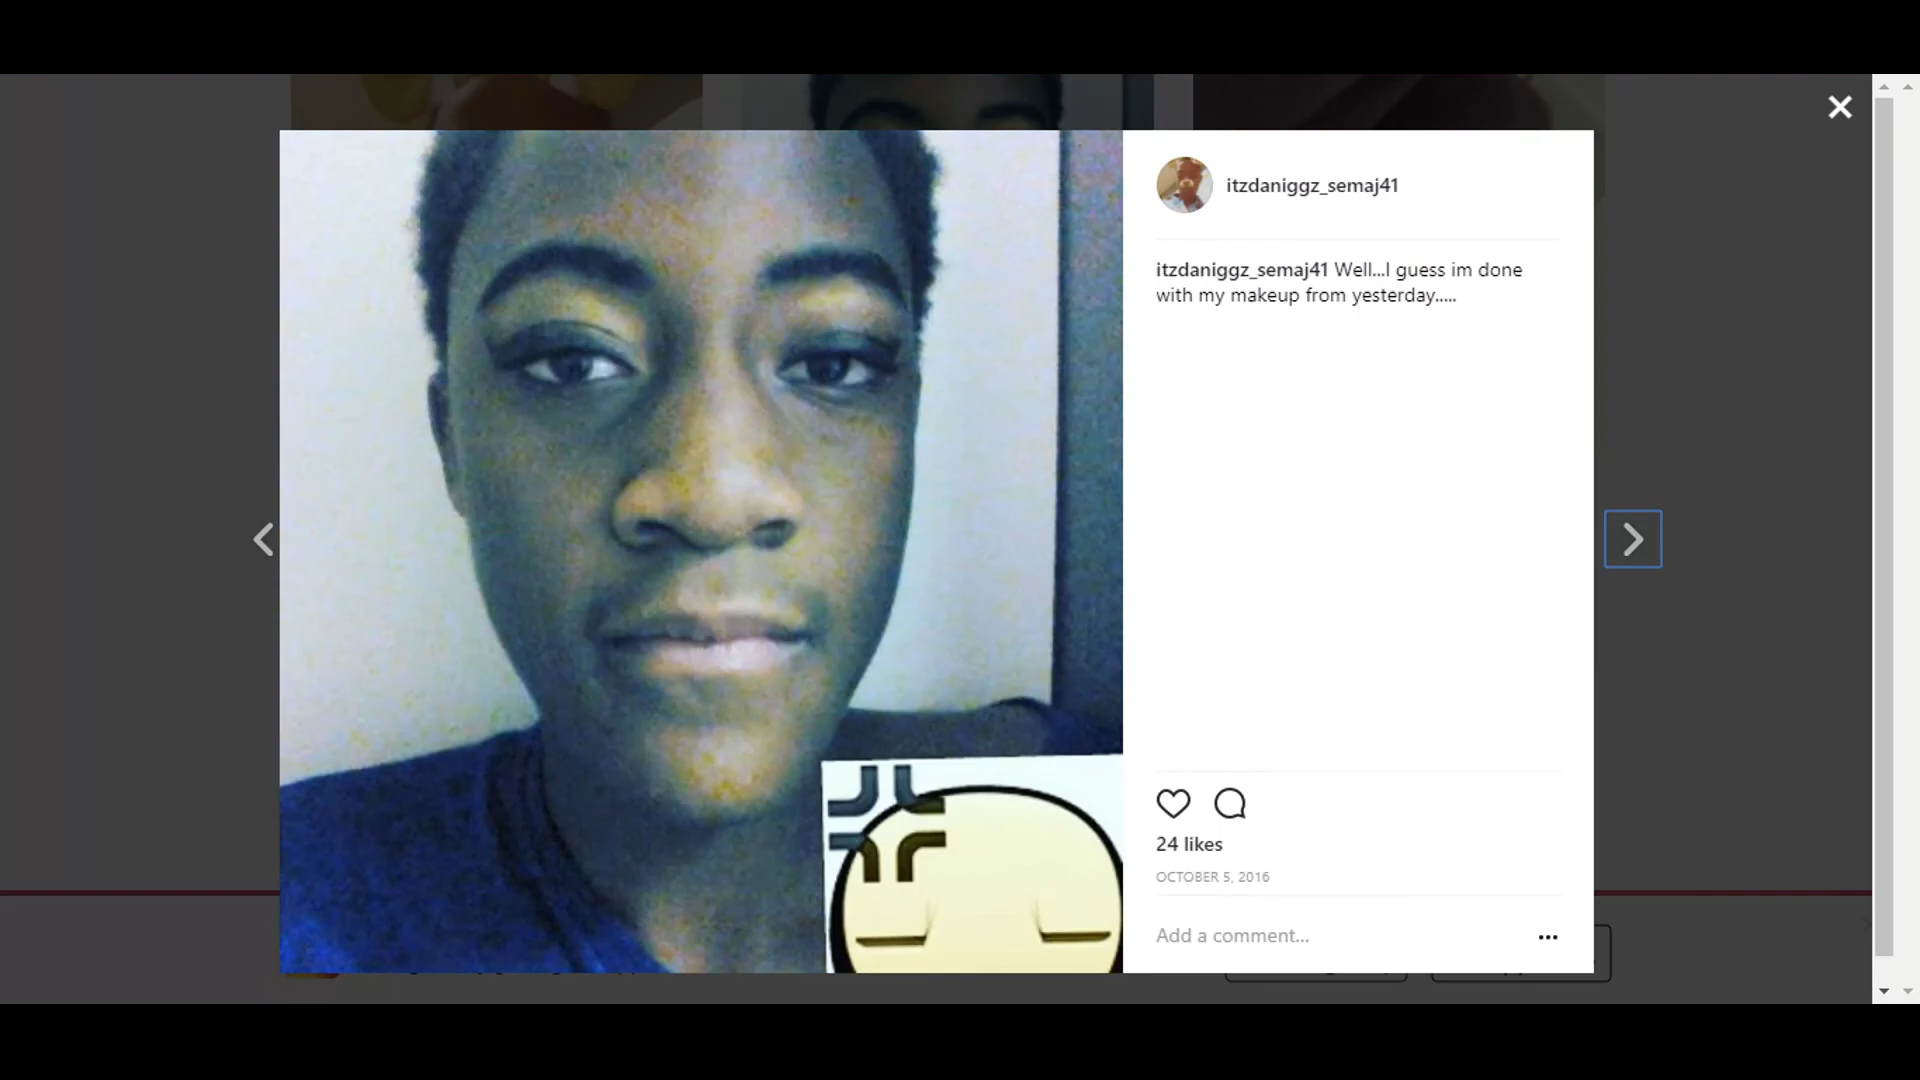 itzdaniggz_semaj41
itzdaniggz_semaj41 Well...I guess im done
with my makeup from yesterday.....
24 likes
OCTOBER 5, 2016
Add a comment...